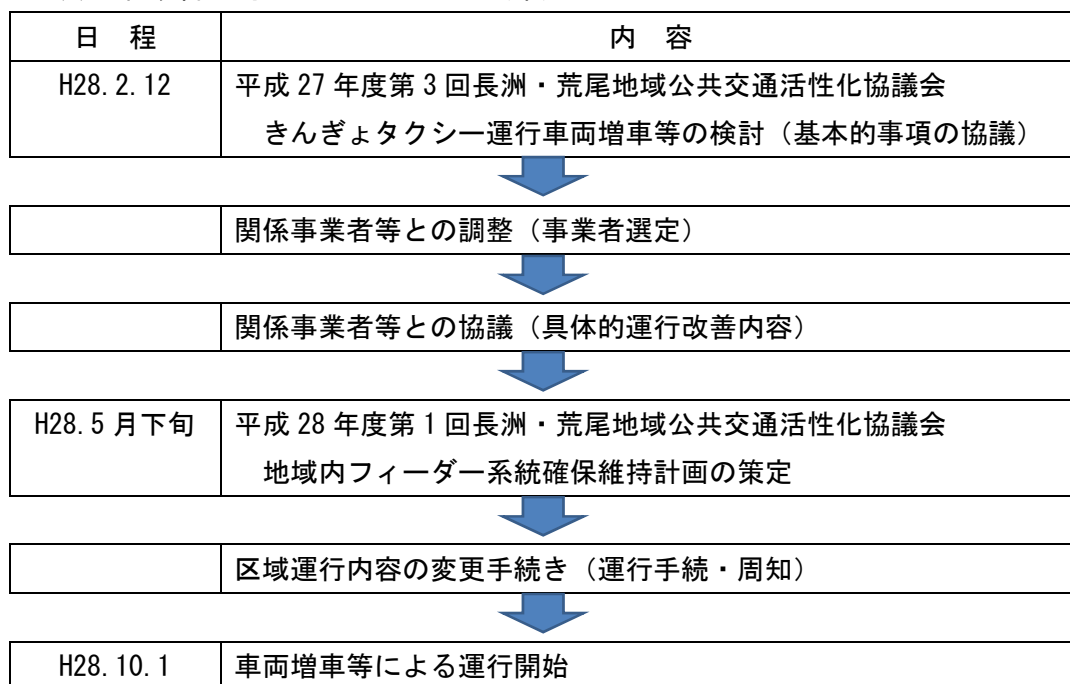 日 程 内 容
H28.2.12 平成27年度第3回長洲・荒尾地域公共交通活性化協議会
きんぎょタクシー運行車両増車等の検討（基本的事項の協議）
関係事業者等との調整（事業者選定）
関係事業者等との協議（具体的運行改善内容）
H28.5月下旬 平成28年度第1回長洲・荒尾地域公共交通活性化協議会
地域内フィーダー系統確保維持計画の策定
区域運行内容の変更手続き（運行手続・周知）
H28.10.1 車両増車等による運行開始